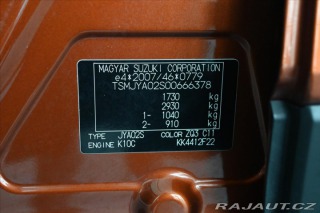 MAGYAR SUZUKI CORPORATION
e4*2007/46*0779
TSMJYA02S00666378
1730 kg
2930 kg
1- 1040 kg
2- 910 kg
TYPE JYA02S COLOR ZQ3 C11
ENGINE K10C KK4412F22
RAJAUT.CZ